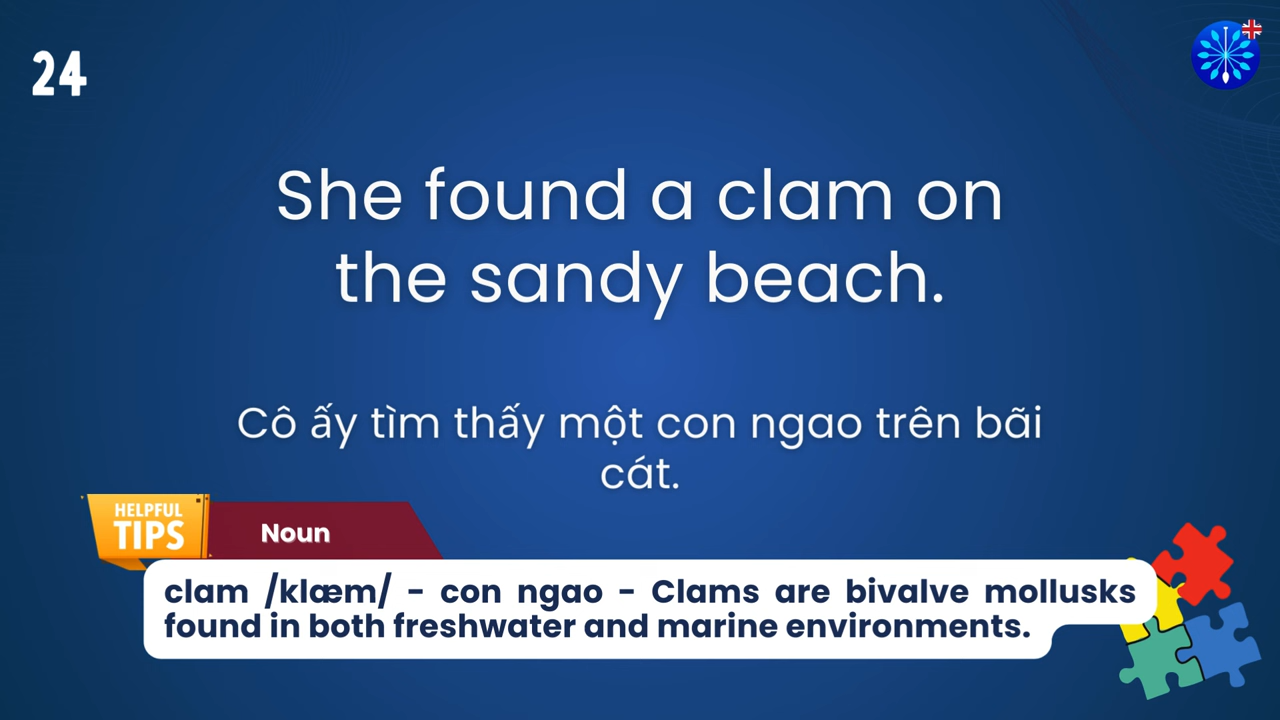 24
She found a clam on
the sandy beach.
Cô ấy tìm thấy một con ngao trên bãi
cát.
HELPFUL
TIPS
Noun
clam /klæm/ - con ngao - Clams are bivalve mollusks
found in both freshwater and marine environments.